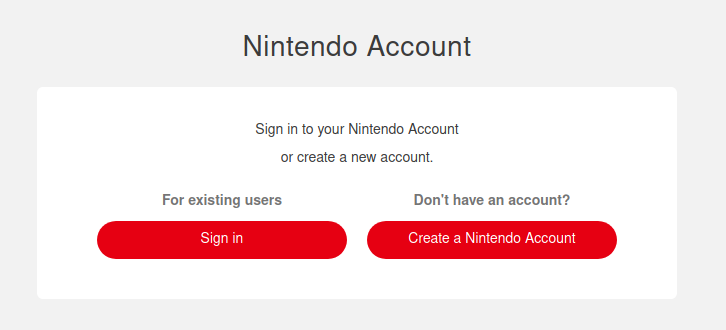 Nintendo Account
Sign in to your Nintendo Account
or create a new account.
For existing users
Sign in
Don't have an account?
Create a Nintendo Account